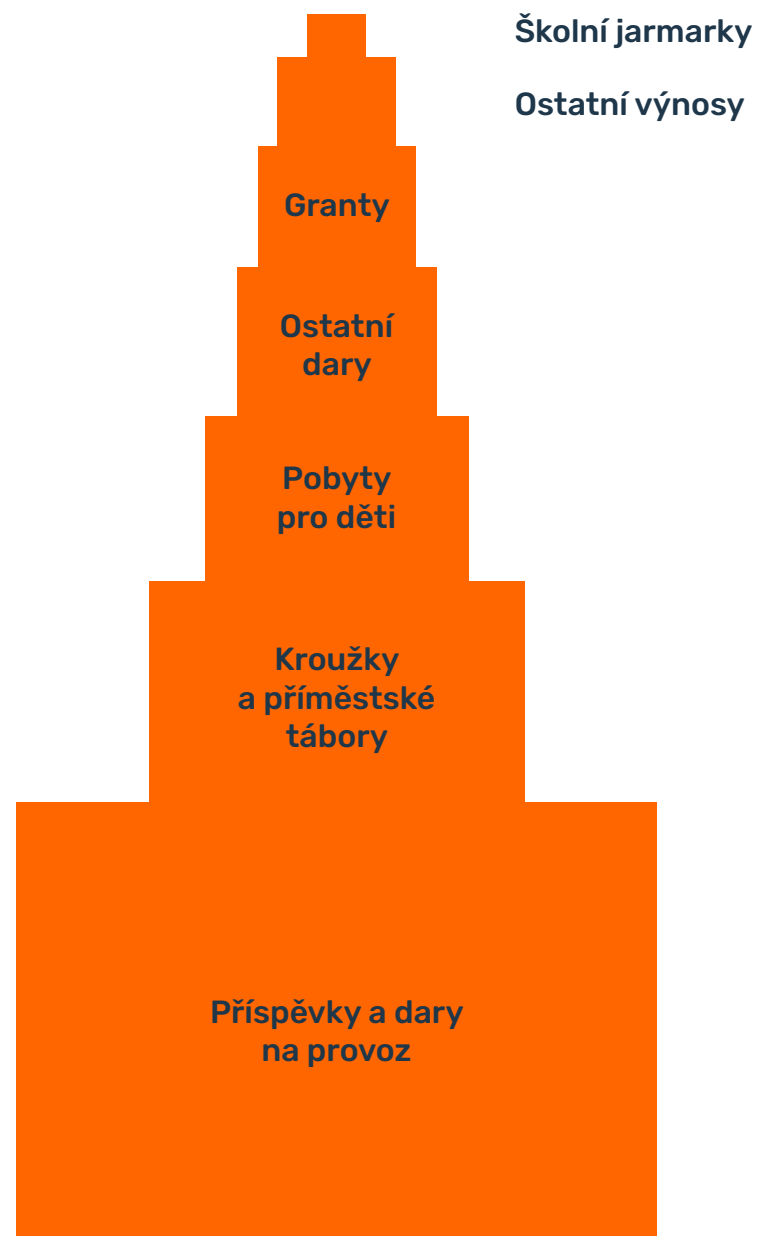 Školní jarmarky
Ostatní výnosy
Granty
Ostatní
dary
Pobyty
pro děti
Kroužky
a příměstské
tábory
Příspěvky a dary
na provoz